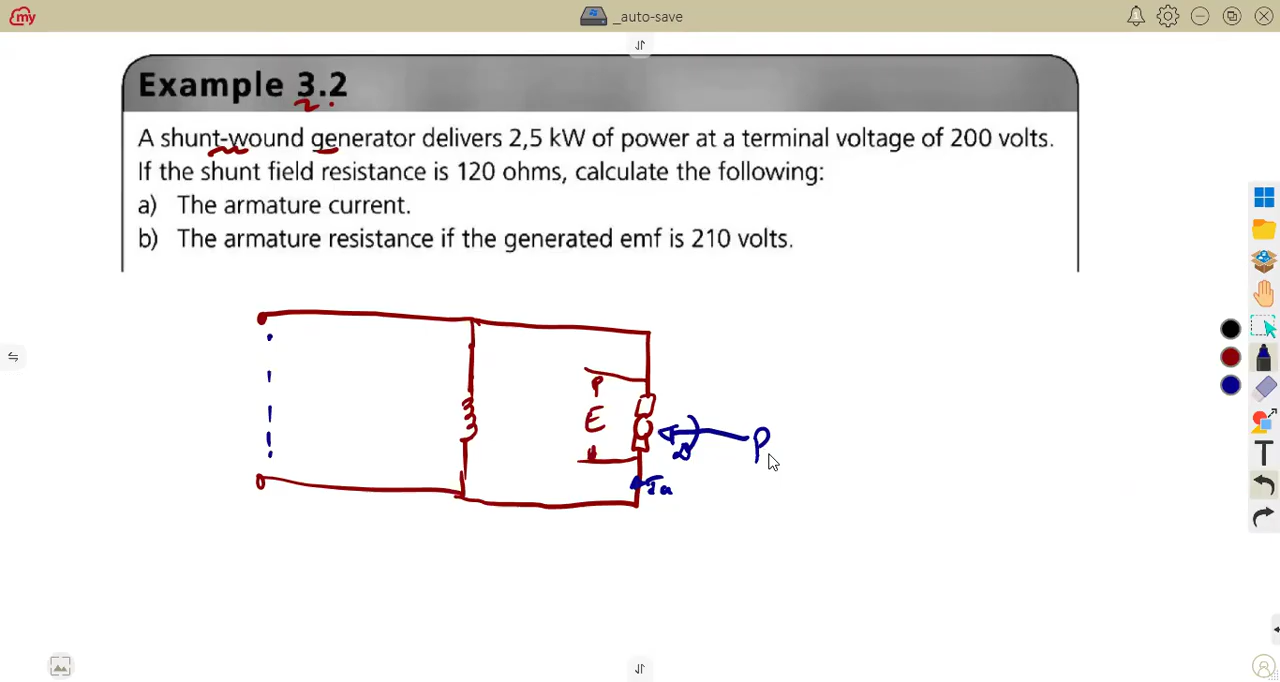 my
_auto-save
Example 3.2
A shunt-wound generator delivers 2,5 kW of power at a terminal voltage of 200 volts.
If the shunt field resistance is 120 ohms, calculate the following:
a) The armature current.
b) The armature resistance if the generated emf is 210 volts.
E
P
Ia
T